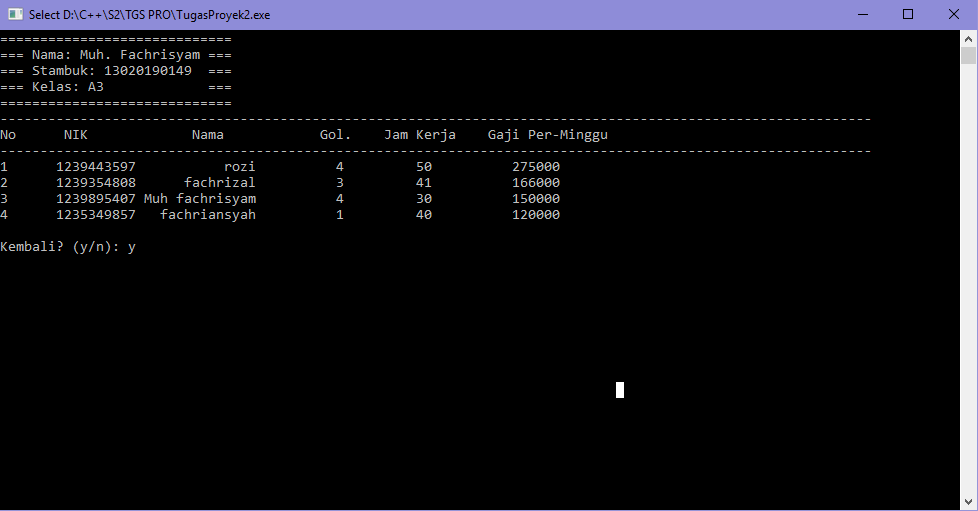 Select D:\C++\S2\TGS PRO\TugasProyek2.exe
=============================
=== Nama: Muh. Fachrisyam ===
=== Stambuk: 13020190149  ===
=== Kelas: A3             ===
=============================
-------------------------------------------------------------------------------------------------------------
No      NIK             Nama            Gol.    Jam Kerja    Gaji Per-Minggu
-------------------------------------------------------------------------------------------------------------
1      1239443597           rozi          4         50          275000
2      1239354808      fachrizal          3         41          166000
3      1239895407 Muh fachrisyam          4         30          150000
4      1235349857   fachriansyah          1         40          120000
Kembali? (y/n): y